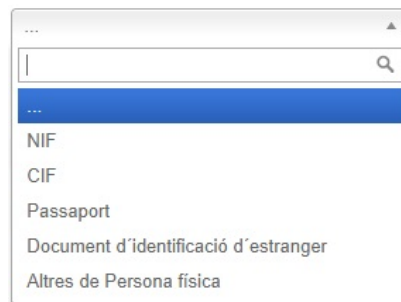 ...
...
NIF
CIF
Passaport
Document d´identificació d´estranger
Altres de Persona física